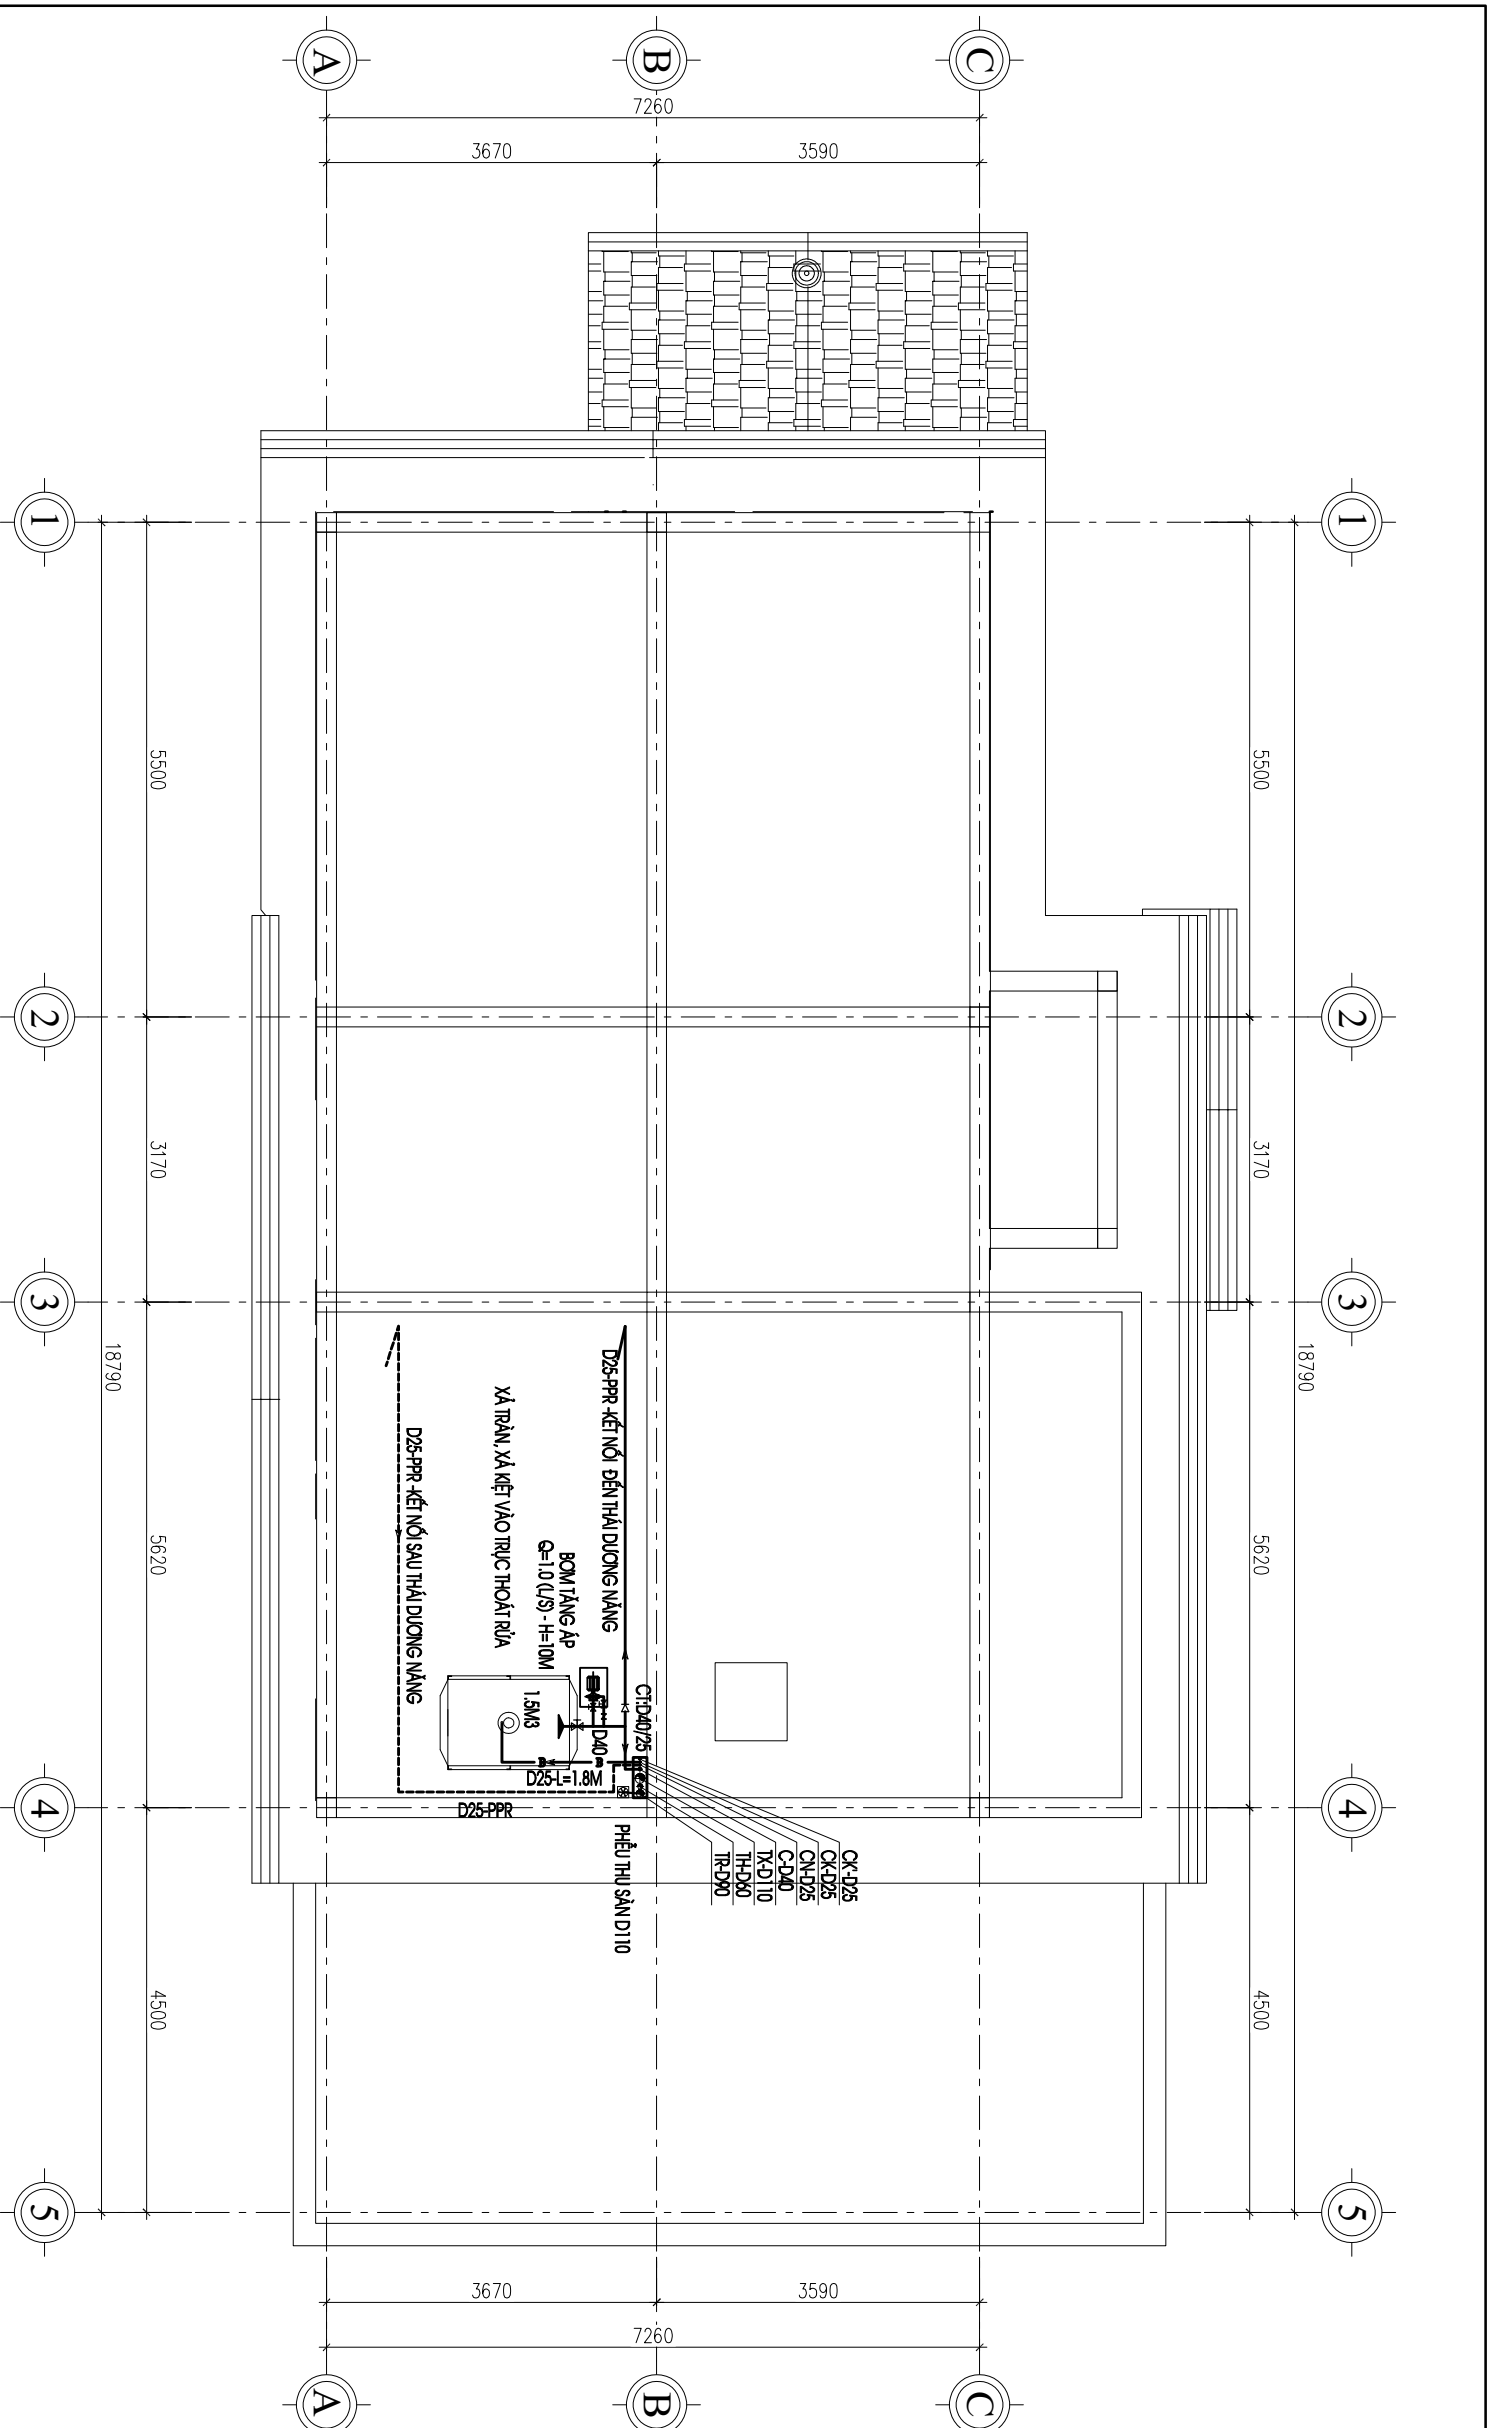 A
B
C
7260
3670
3590
1
1
5500
5500
2
2
3170
3170
3
3
18790
18790
5620
5620
D25-PPR -KẾT NỐI ĐẾN THÁI DƯƠNG NĂNG
XẢ TRÀN, XẢ KIỆT VÀO TRỤC THOÁT RỬA
D25-PPR -KẾT NỐI SAU THÁI DƯƠNG NĂNG
BƠM TĂNG ÁP
Q=1.0 (L/S) - H=10M
1.5M3
CT:D40/25
D40
D25-L=1.8M
D25-PPR
4
4
CK'-D25
CK-D25
CN-D25
C-D40
TX-D110
TH-D60
TR-D90
PHỄU THU SÀN D110
4500
4500
5
5
3670
3590
7260
A
B
C